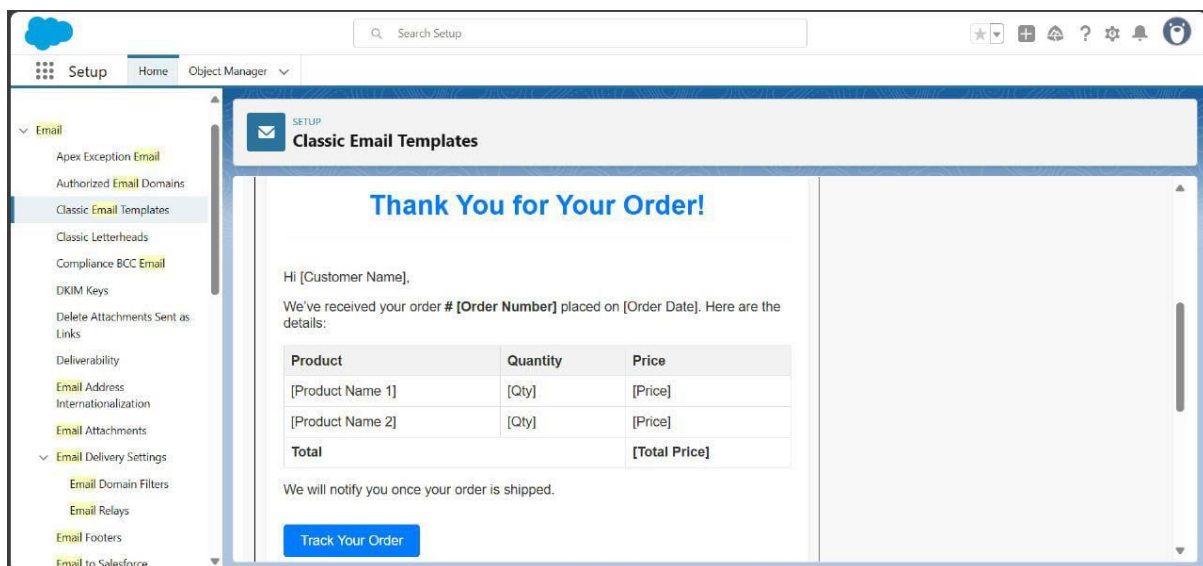 Search Setup
Setup
Home
Object Manager
Email
Apex Exception Email
Authorized Email Domains
Classic Email Templates
Classic Letterheads
Compliance BCC Email
DKIM Keys
Delete Attachments Sent as
Links
Deliverability
Email Address
Internationalization
Email Attachments
Email Delivery Settings
Email Domain Filters
Email Relays
Email Footers
Email to Salesforce
SETUP
Classic Email Templates
Thank You for Your Order!
Hi [Customer Name],
We've received your order # [Order Number] placed on [Order Date]. Here are the
details:
Product Quantity Price
[Product Name 1] [Qty] [Price]
[Product Name 2] [Qty] [Price]
Total [Total Price]
We will notify you once your order is shipped.
Track Your Order